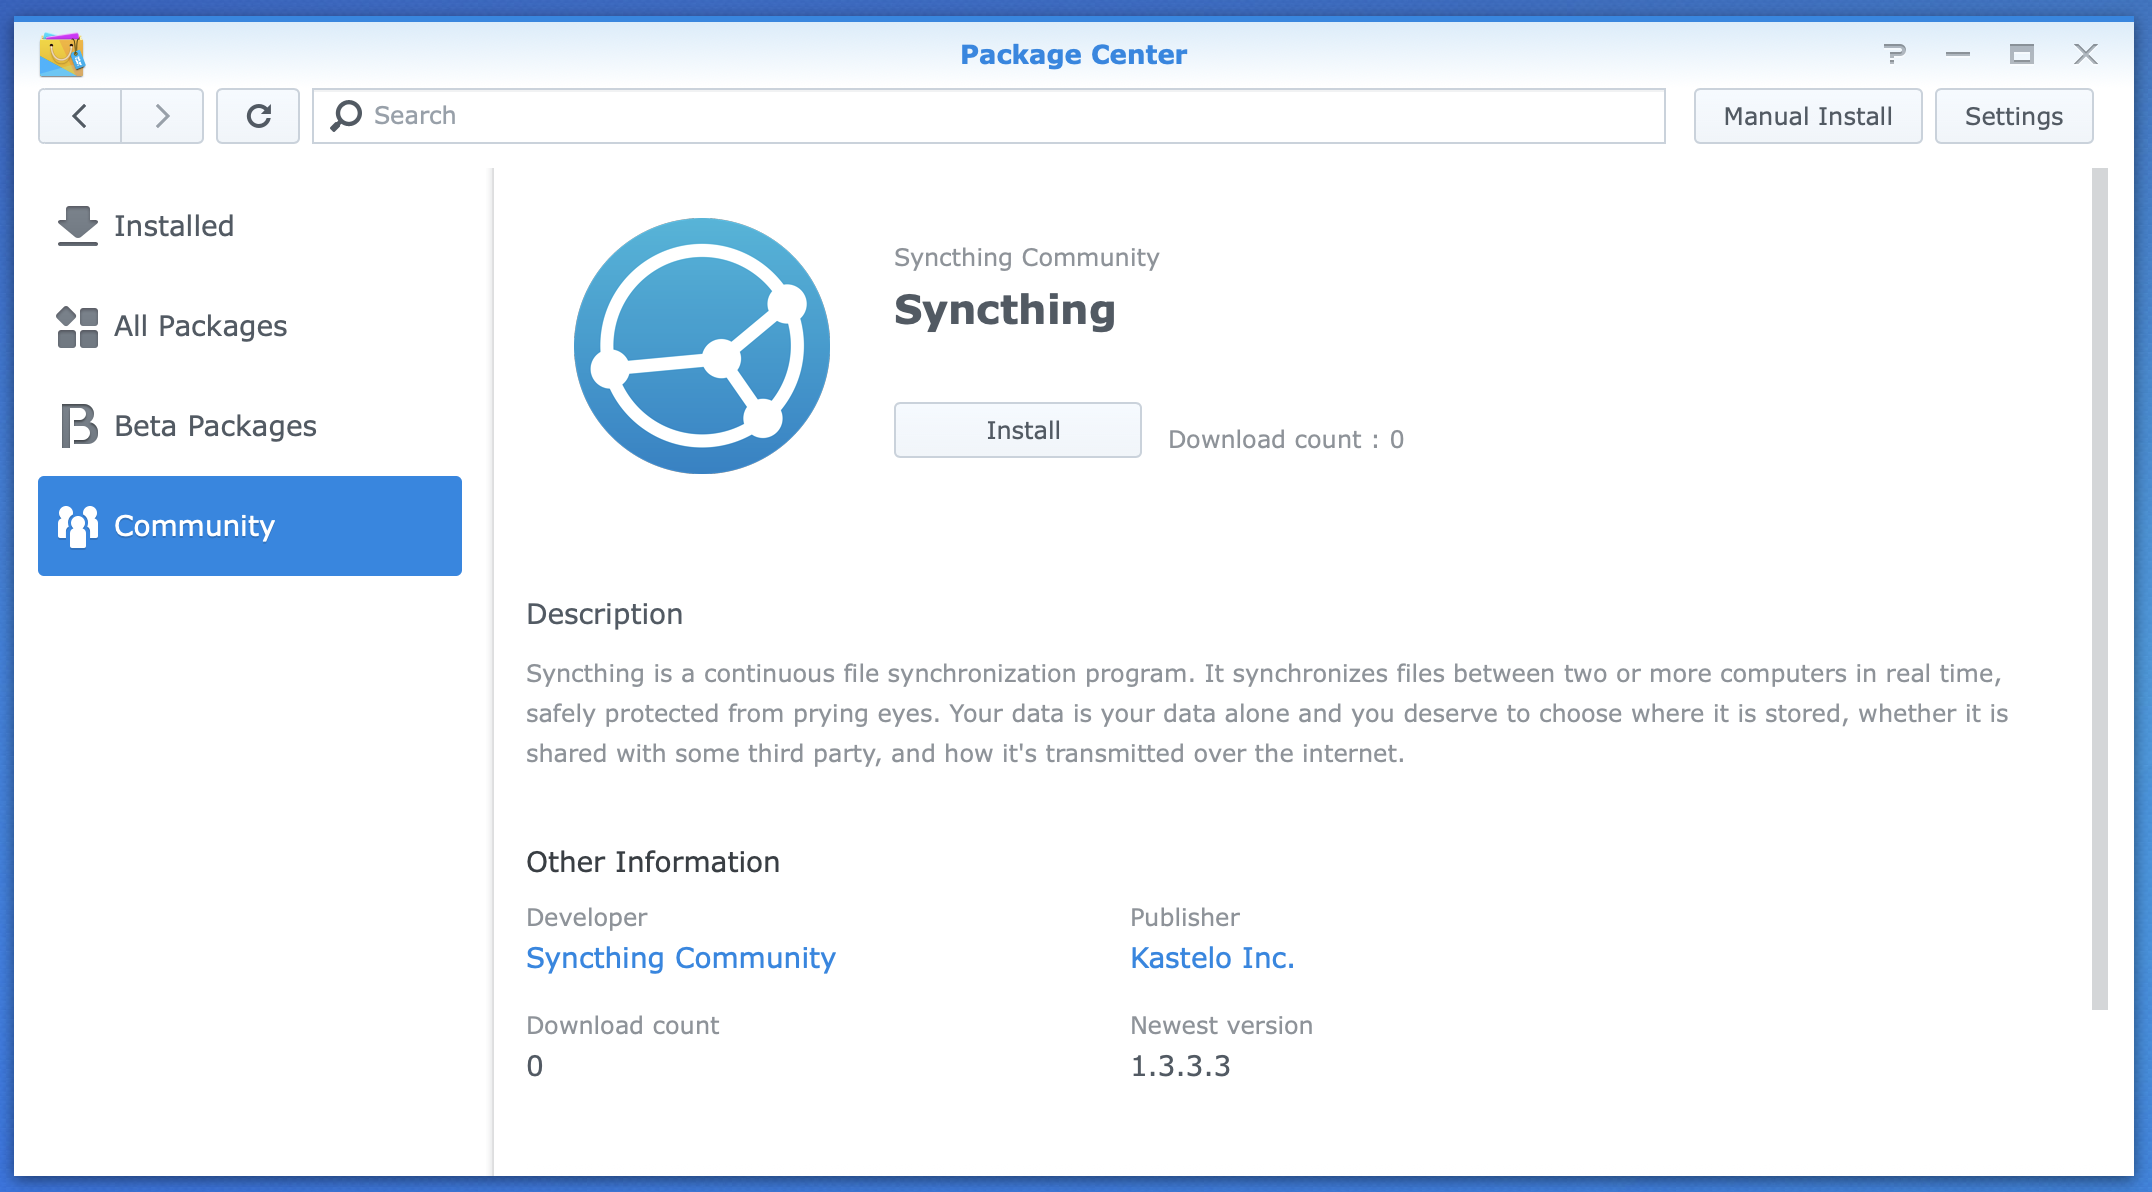 Package Center
Search
Manual Install
Settings
Installed
All Packages
Beta Packages
Community
Syncthing Community
Syncthing
Install
Download count : 0
Description
Syncthing is a continuous file synchronization program. It synchronizes files between two or more computers in real time,
safely protected from prying eyes. Your data is your data alone and you deserve to choose where it is stored, whether it is
shared with some third party, and how it's transmitted over the internet.
Other Information
Developer
Syncthing Community
Publisher
Kastelo Inc.
Download count
0
Newest version
1.3.3.3